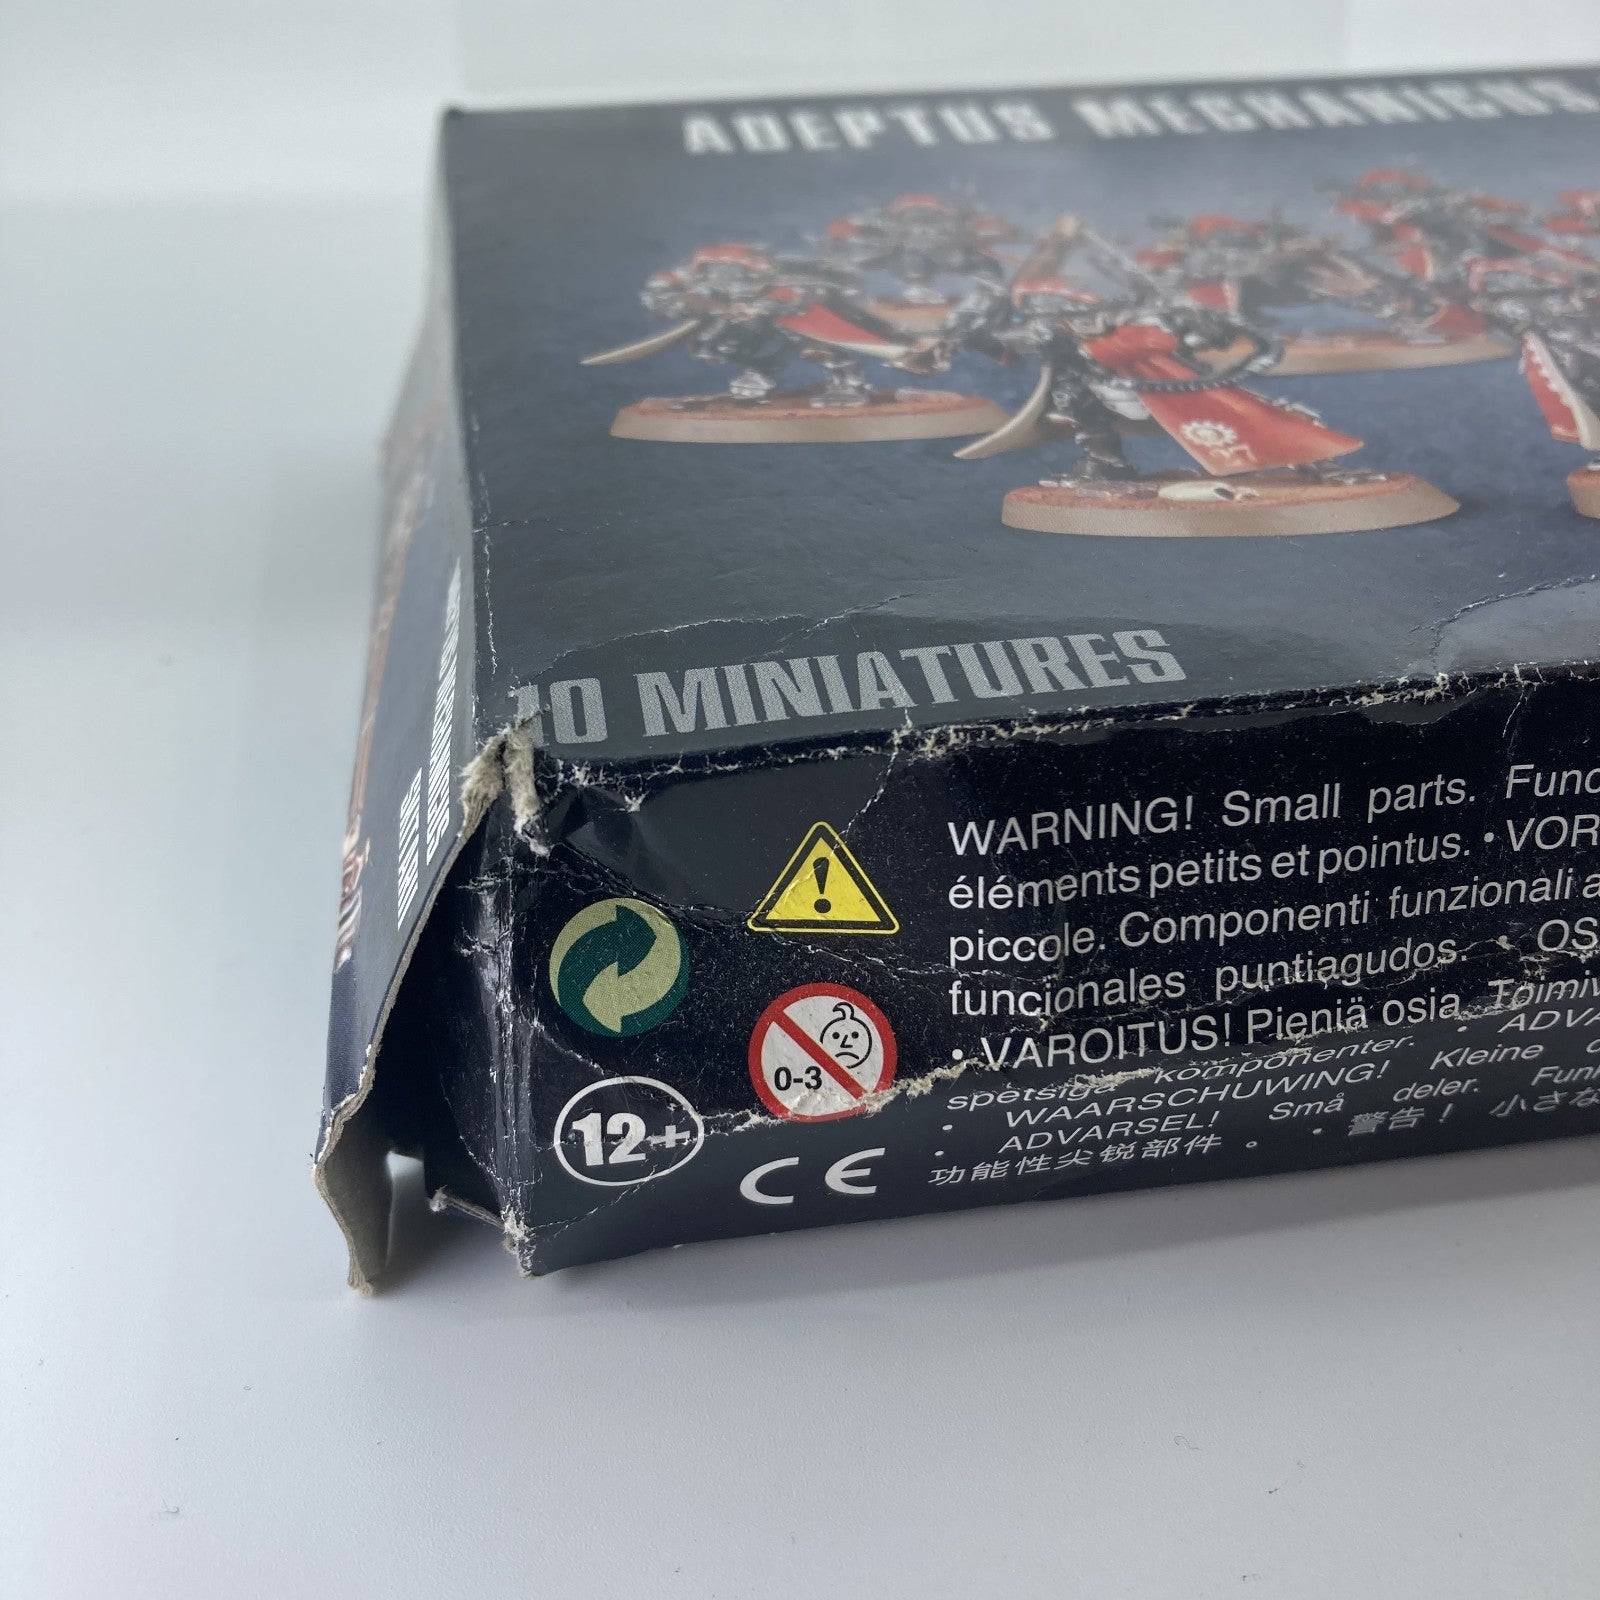 ADEPTUS MECHANICUS
10 MINIATURES
WARNING! Small parts. Func
éléments petits et pointus. • VOR
piccole. Componenti funzionali a
funcionales puntiagudos. • OS
• VAROITUS! Pieniä osia. Toimiv
spetsiga komponenter. • ADVA
• WAARSCHUWING! Kleine
• ADVARSEL! Små deler. Funk
功能性尖锐部件。 • 警告！ 小さな
0-3
12+
CE